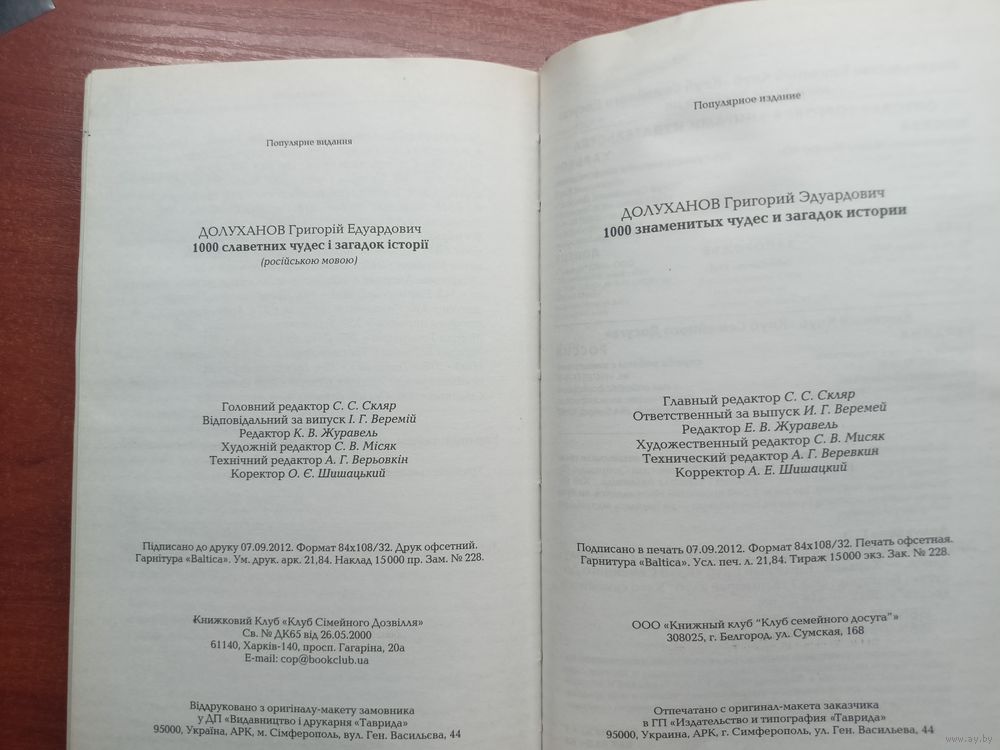 Популярне видання
ДОЛУХАНОВ Григорій Едуардович
1000 славетних чудес і загадок історії
(російською мовою)
Головний редактор С. С. Скляр
Відповідальний за випуск І. Г. Веремій
Редактор К. В. Журавель
Художній редактор С. В. Місяк
Технічний редактор А. Г. Верьовкін
Коректор О. Є. Шишацький
Підписано до друку 07.09.2012. Формат 84x108/32. Друк офсетний.
Гарнітура «Baltica». Ум. друк. арк. 21,84. Наклад 15000 пр. Зам. № 228.
Книжковий Клуб «Клуб Сімейного Дозвілля»
Св. № ДК65 від 26.05.2000
61140, Харків-140, просп. Гагаріна, 20а
E-mail: cop@bookclub.ua
Віддруковано з оригіналу-макету замовника
у ДП «Видавництво і друкарня «Таврида»
95000, Україна, АРК, м. Сімферополь, вул. Ген. Васильєва, 44
Популярное издание
ДОЛУХАНОВ Григорий Эдуардович
1000 знаменитых чудес и загадок истории
Главный редактор С. С. Скляр
Ответственный за выпуск И. Г. Веремей
Редактор Е. В. Журавель
Художественный редактор С. В. Мисяк
Технический редактор А. Г. Веревкин
Корректор А. Е. Шишацкий
Подписано в печать 07.09.2012. Формат 84x108/32. Печать офсетная.
Гарнитура «Baltica». Усл. печ. л. 21,84. Тираж 15000 экз. Зак. № 228.
ООО «Книжный клуб "Клуб семейного досуга"»
308025, г. Белгород, ул. Сумская, 168
Отпечатано с оригинал-макета заказчика
в ГП «Издательство и типография «Таврида»
95000, Украина, АРК, г. Симферополь, ул. Ген. Васильева, 44
www.ay.by